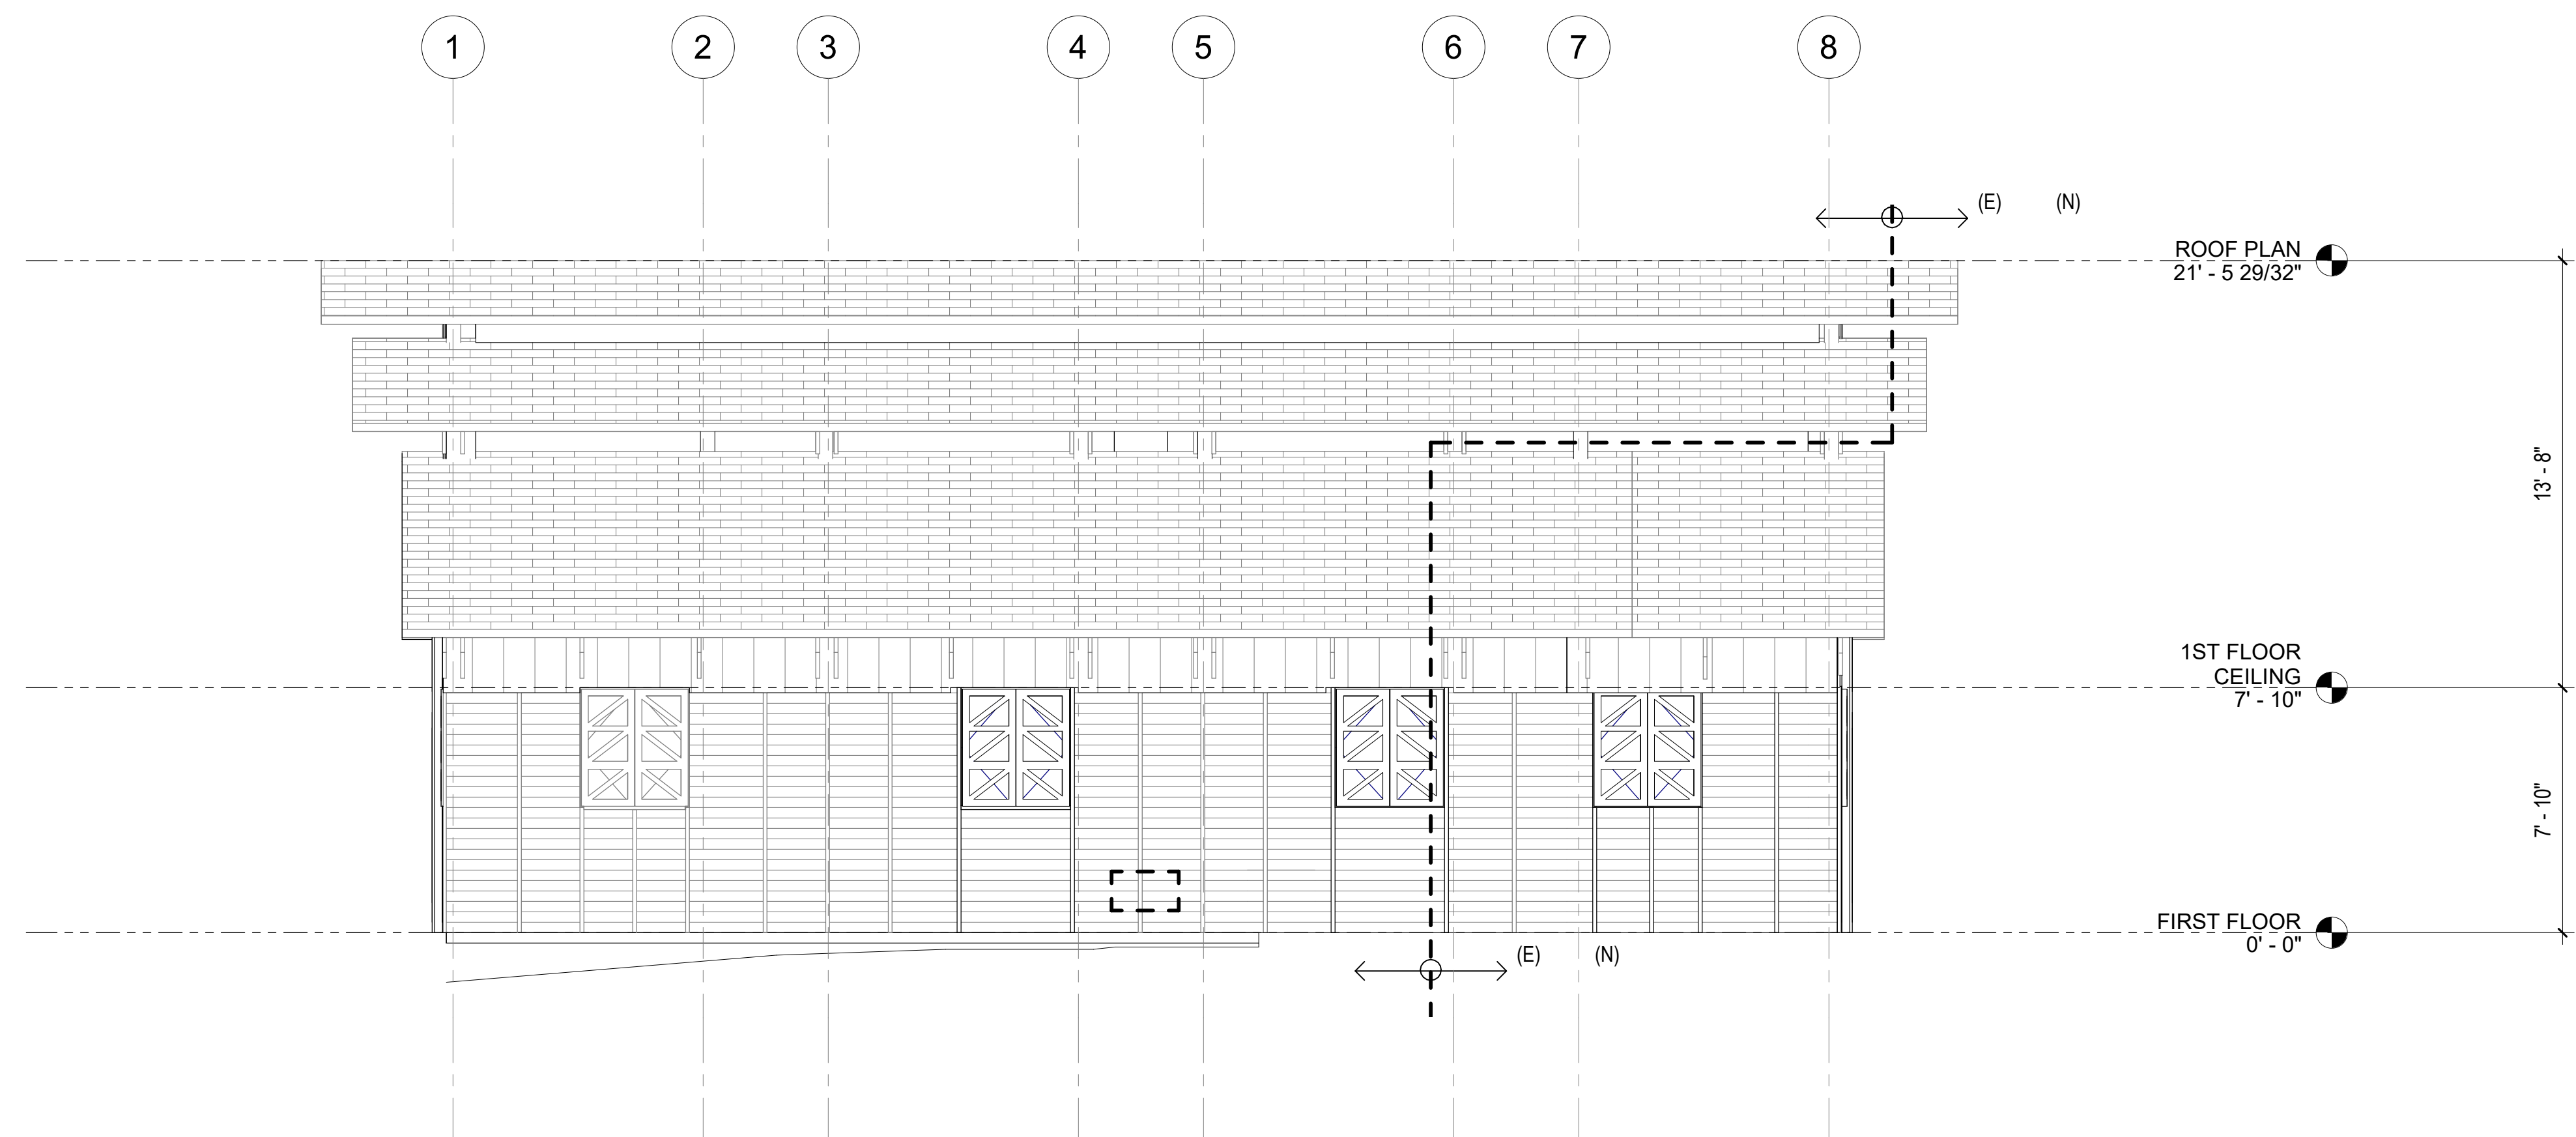 1 2 3 4 5 6 7 8
(E) (N)
ROOF PLAN
21' - 5 29/32"
13' - 8"
1ST FLOOR
CEILING
7' - 10"
7' - 10"
FIRST FLOOR
0' - 0"
(E) (N)